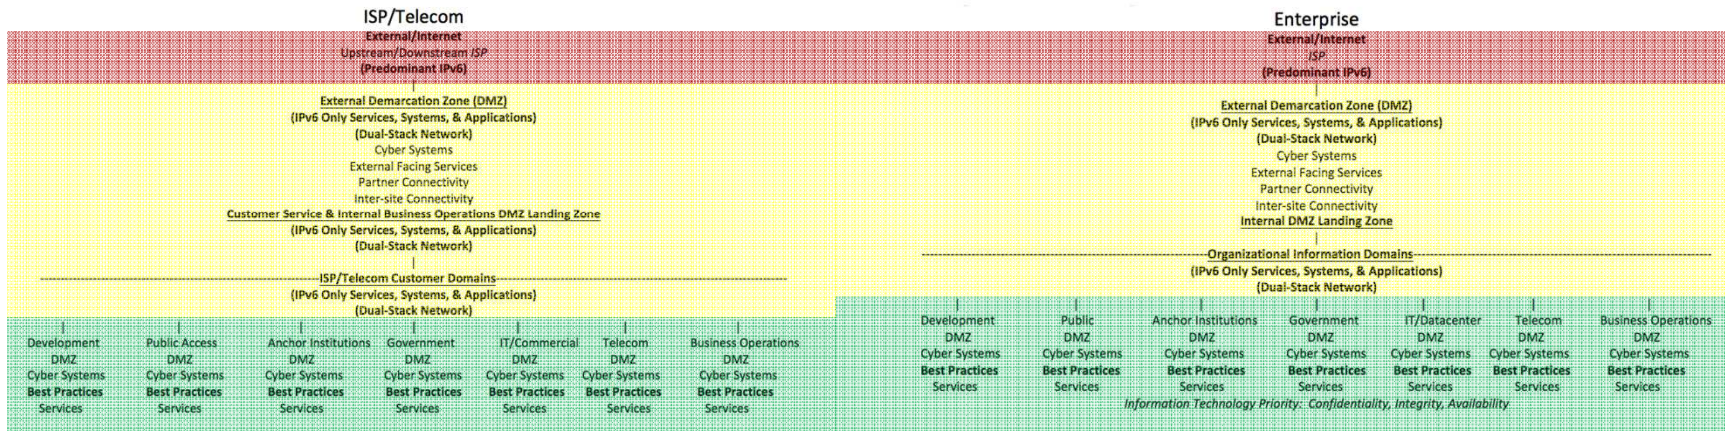 ISP/Telecom
External/Internet
Upstream/Downstream ISP
(Predominant IPv6)
External Demarcation Zone (DMZ)
(IPv6 Only Services, Systems, & Applications)
(Dual-Stack Network)
Cyber Systems
External Facing Services
Partner Connectivity
Inter-site Connectivity
Customer Service & Internal Business Operations DMZ Landing Zone
(IPv6 Only Services, Systems, & Applications)
(Dual-Stack Network)
ISP/Telecom Customer Domains
(IPv6 Only Services, Systems, & Applications)
(Dual-Stack Network)
Development Public Access Anchor Institutions Government IT/Commercial Telecom Business Operations
DMZ DMZ DMZ DMZ DMZ DMZ DMZ
Cyber Systems Cyber Systems Cyber Systems Cyber Systems Cyber Systems Cyber Systems Cyber Systems
Best Practices Best Practices Best Practices Best Practices Best Practices Best Practices Best Practices
Services Services Services Services Services Services Services
Enterprise
External/Internet
ISP
(Predominant IPv6)
External Demarcation Zone (DMZ)
(IPv6 Only Services, Systems, & Applications)
(Dual-Stack Network)
Cyber Systems
External Facing Services
Partner Connectivity
Inter-site Connectivity
Internal DMZ Landing Zone
Organizational Information Domains
(IPv6 Only Services, Systems, & Applications)
(Dual-Stack Network)
Development Public Anchor Institutions Government IT/Datacenter Telecom Business Operations
DMZ DMZ DMZ DMZ DMZ DMZ DMZ
Cyber Systems Cyber Systems Cyber Systems Cyber Systems Cyber Systems Cyber Systems Cyber Systems
Best Practices Best Practices Best Practices Best Practices Best Practices Best Practices Best Practices
Services Services Services Services Services Services Services
Information Technology Priority: Confidentiality, Integrity, Availability